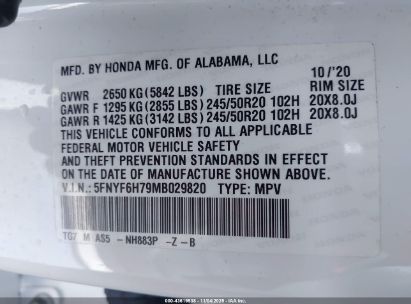 MFD. BY HONDA MFG. OF ALABAMA, LLC 10/'20
GVWR 2650 KG (5842 LBS) TIRE SIZE RIM SIZE
GAWR F 1295 KG (2855 LBS) 245/50R20 102H 20X8.0J
GAWR R 1425 KG (3142 LBS) 245/50R20 102H 20X8.0J
THIS VEHICLE CONFORMS TO ALL APPLICABLE
FEDERAL MOTOR VEHICLE SAFETY
AND THEFT PREVENTION STANDARDS IN EFFECT
ON THE DATE OF MANUFACTURE SHOWN ABOVE.
V.I.N.: 5FNYF6H79MB029820 TYPE: MPV
TG7 M AS5 -NH883P -Z -B